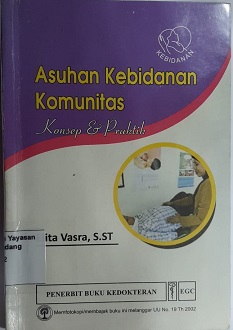 KEBIDANAN
Asuhan Kebidanan
Komunitas
Konsep & Praktik
Yayasan
dang
ita Vasra, S.ST
PENERBIT BUKU KEDOKTERAN
EGC
Memfotokopi/membajak buku ini melanggar UU No. 19 Th 2002